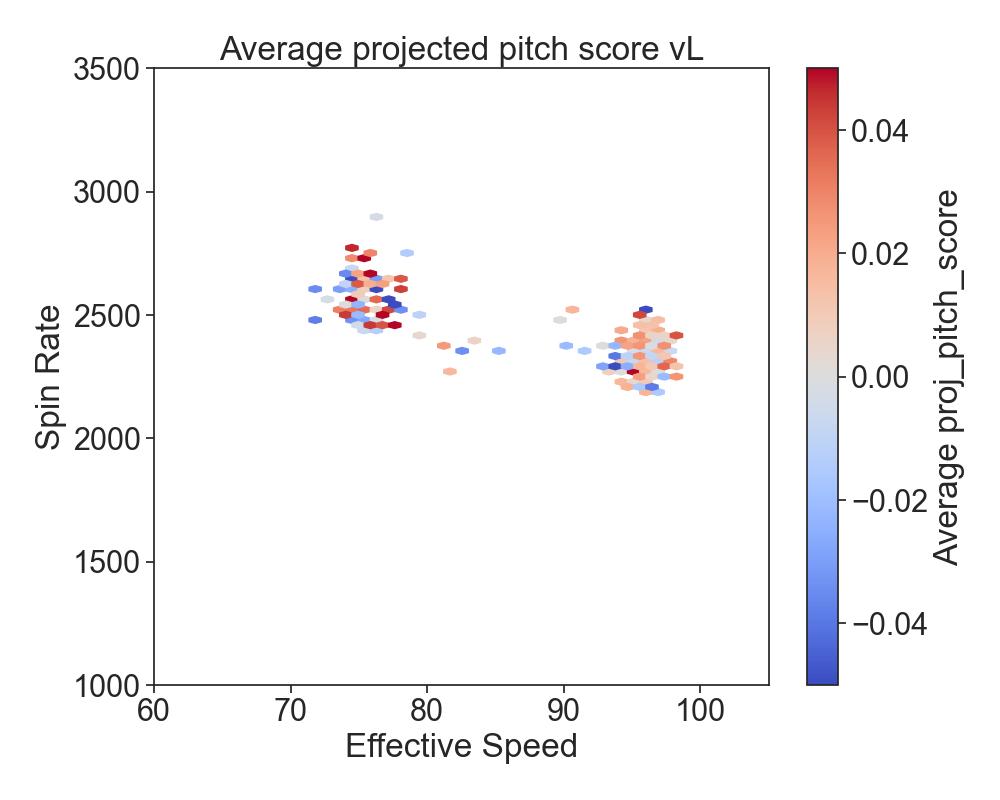 Average projected pitch score vL
3500
3000
2500
2000
1500
1000
Spin Rate
60 70 80 90 100
Effective Speed
0.04
0.02
0.00
−0.02
−0.04
Average proj_pitch_score